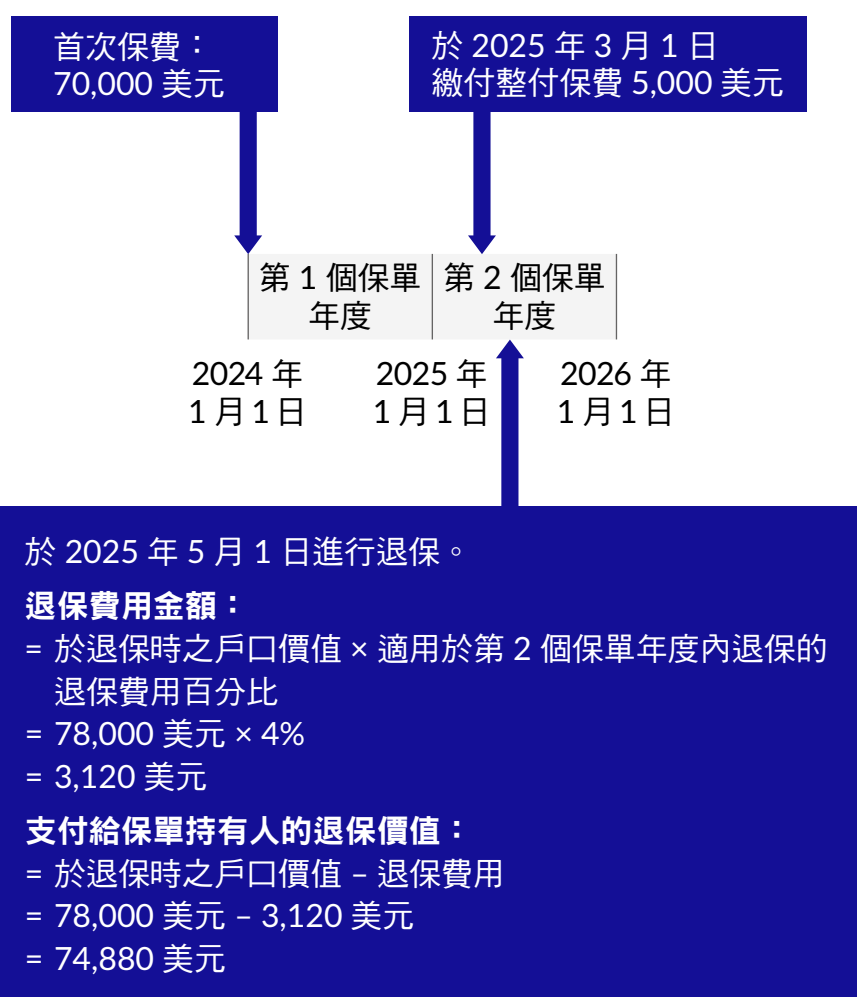 首次保費：
70,000 美元
於 2025 年 3 月 1 日
繳付整付保費 5,000 美元
第 1 個保單
年度
第 2 個保單
年度
2024 年
1 月 1 日
2025 年
1 月 1 日
2026 年
1 月 1 日
於 2025 年 5 月 1 日進行退保。
退保費用金額：
= 於退保時之戶口價值 × 適用於第 2 個保單年度內退保的
退保費用百分比
= 78,000 美元 × 4%
= 3,120 美元
支付給保單持有人的退保價值：
= 於退保時之戶口價值 – 退保費用
= 78,000 美元 – 3,120 美元
= 74,880 美元